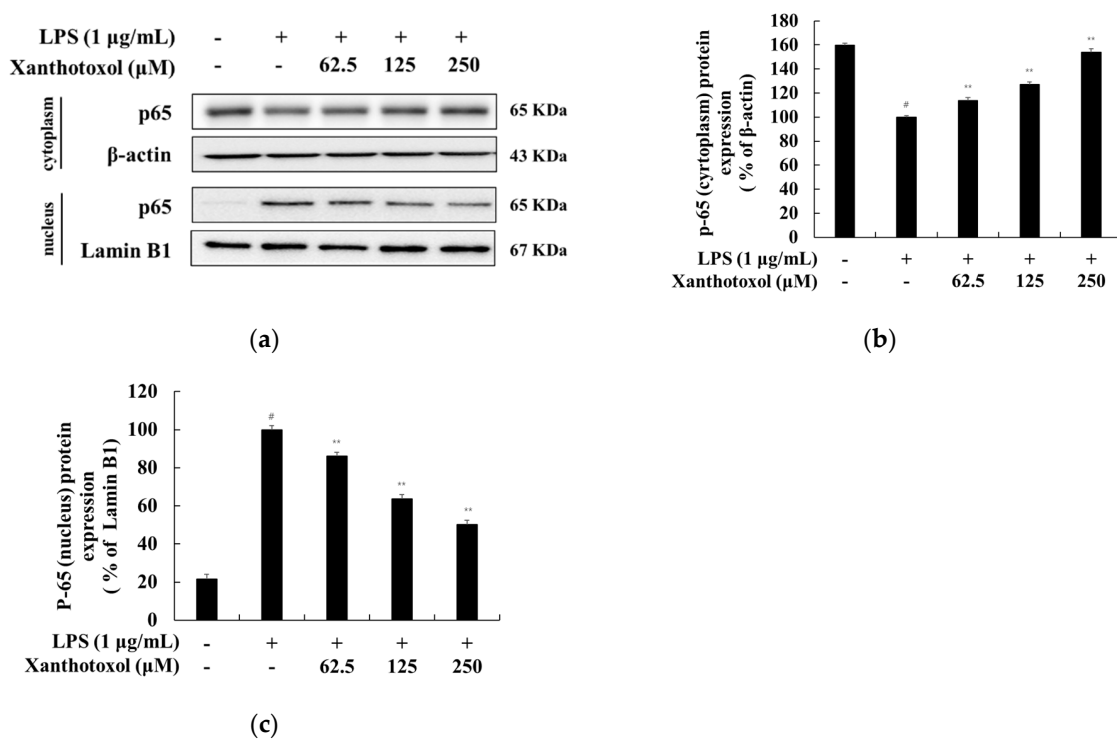 LPS (1 µg/mL) - + + + +
Xanthotoxol (µM) - - 62.5 125 250
cytoplasm
p65 65 KDa
β-actin 43 KDa
nucleus
p65 65 KDa
Lamin B1 67 KDa
(a)
p-65 (cyrtoplasm) protein
expression
( % of β-actin)
180
160
140
120
100
80
60
40
20
0
# ** ** **
LPS (1 µg/mL) - + + + +
Xanthotoxol (µM) - - 62.5 125 250
(b)
P-65 (nucleus) protein
expression
( % of Lamin B1)
120
100
80
60
40
20
0
# ** ** **
LPS (1 µg/mL) - + + + +
Xanthotoxol (µM) - - 62.5 125 250
(c)